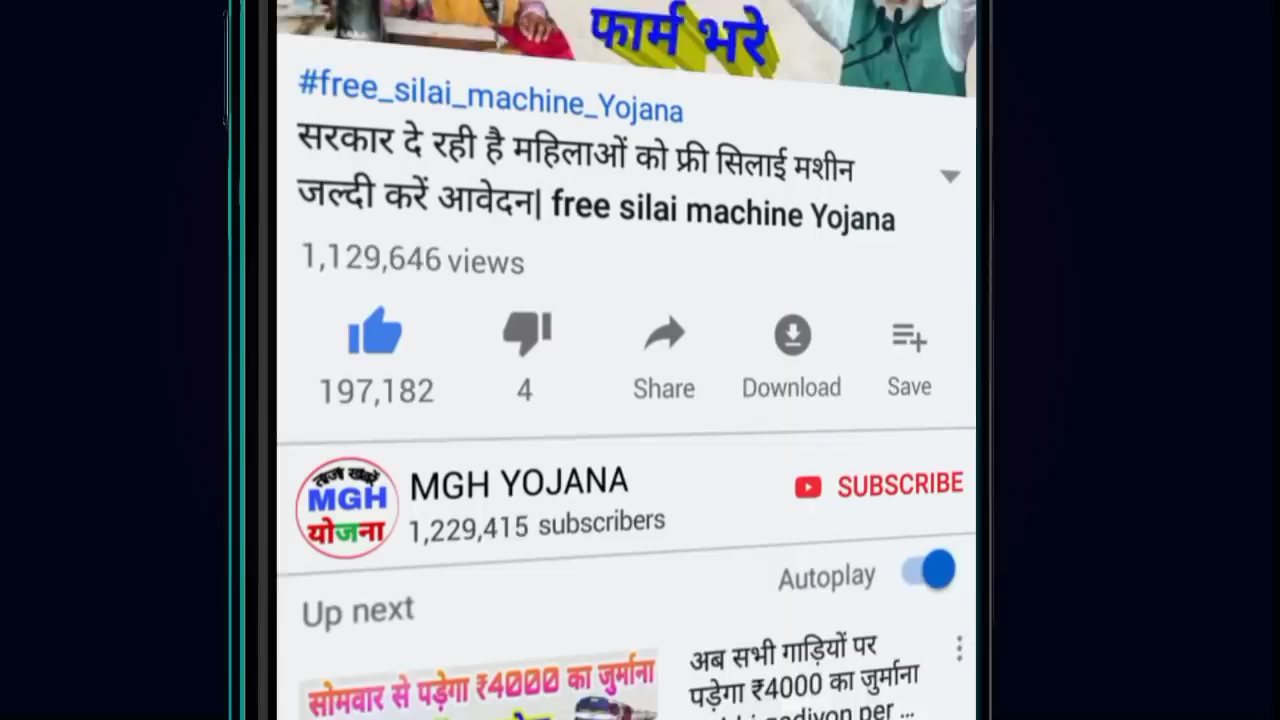 फार्म भरे
#free_silai_machine_Yojana
सरकार दे रही है महिलाओं को फ्री सिलाई मशीन
जल्दी करें आवेदन| free silai machine Yojana
1,129,646 views
197,182
4
Share
Download
Save
ताजा खबरें
MGH
योजना
MGH YOJANA
1,229,415 subscribers
SUBSCRIBE
Autoplay
Up next
सोमवार से पड़ेगा ₹4000 का जुर्माना
अब सभी गाड़ियों पर
पड़ेगा ₹4000 का जुर्माना
gadiyon per ...